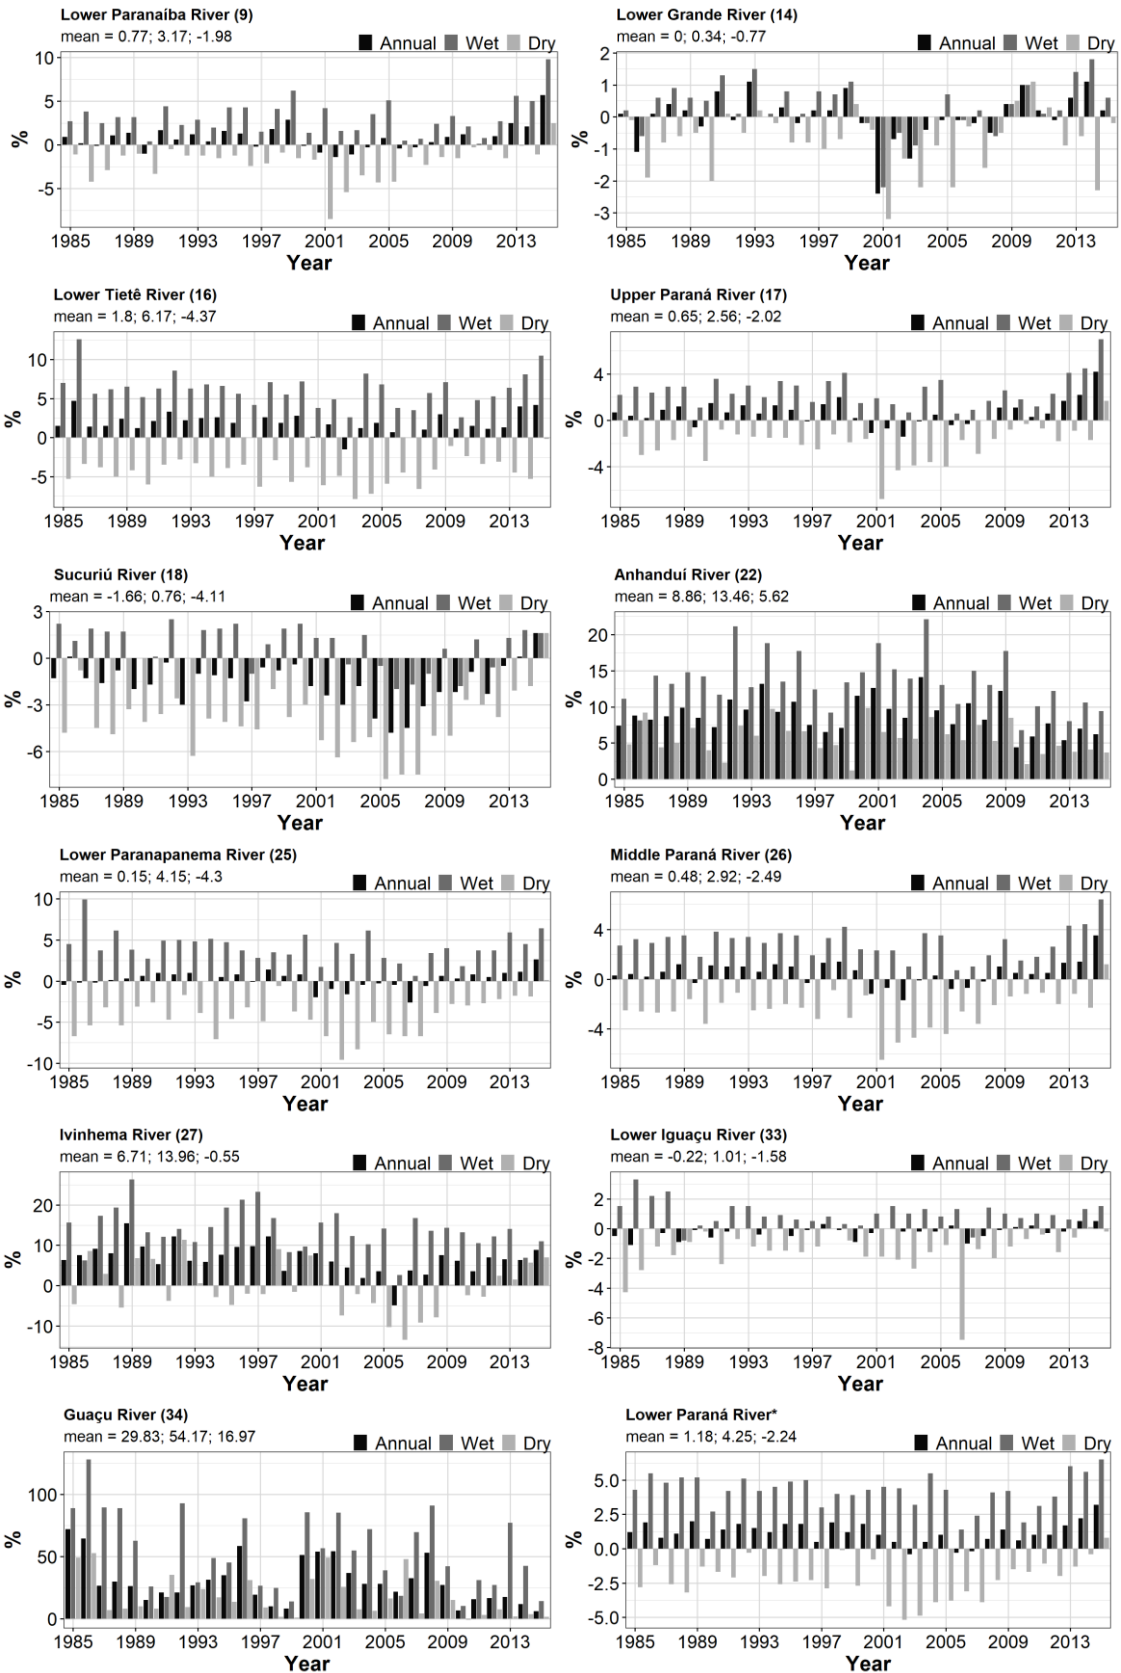 Lower Paranaíba River (9)
mean = 0.77; 3.17; -1.98
Annual Wet Dry
10
5
0
-5
%
1985 1989 1993 1997 2001 2005 2009 2013
Year
Lower Grande River (14)
mean = 0; 0.34; -0.77
Annual Wet Dry
2
1
0
-1
-2
-3
%
1985 1989 1993 1997 2001 2005 2009 2013
Year
Lower Tietê River (16)
mean = 1.8; 6.17; -4.37
Annual Wet Dry
10
5
0
-5
%
1985 1989 1993 1997 2001 2005 2009 2013
Year
Upper Paraná River (17)
mean = 0.65; 2.56; -2.02
Annual Wet Dry
4
0
-4
%
1985 1989 1993 1997 2001 2005 2009 2013
Year
Sucuriú River (18)
mean = -1.66; 0.76; -4.11
Annual Wet Dry
3
0
-3
-6
%
1985 1989 1993 1997 2001 2005 2009 2013
Year
Anhanduí River (22)
mean = 8.86; 13.46; 5.62
Annual Wet Dry
20
15
10
5
0
%
1985 1989 1993 1997 2001 2005 2009 2013
Year
Lower Paranapanema River (25)
mean = 0.15; 4.15; -4.3
Annual Wet Dry
10
5
0
-5
-10
%
1985 1989 1993 1997 2001 2005 2009 2013
Year
Middle Paraná River (26)
mean = 0.48; 2.92; -2.49
Annual Wet Dry
4
0
-4
%
1985 1989 1993 1997 2001 2005 2009 2013
Year
Ivinhema River (27)
mean = 6.71; 13.96; -0.55
Annual Wet Dry
20
10
0
-10
%
1985 1989 1993 1997 2001 2005 2009 2013
Year
Lower Iguaçu River (33)
mean = -0.22; 1.01; -1.58
Annual Wet Dry
2
0
-2
-4
-6
-8
%
1985 1989 1993 1997 2001 2005 2009 2013
Year
Guaçu River (34)
mean = 29.83; 54.17; 16.97
Annual Wet Dry
100
50
0
%
1985 1989 1993 1997 2001 2005 2009 2013
Year
Lower Paraná River*
mean = 1.18; 4.25; -2.24
Annual Wet Dry
5.0
2.5
0.0
-2.5
-5.0
%
1985 1989 1993 1997 2001 2005 2009 2013
Year